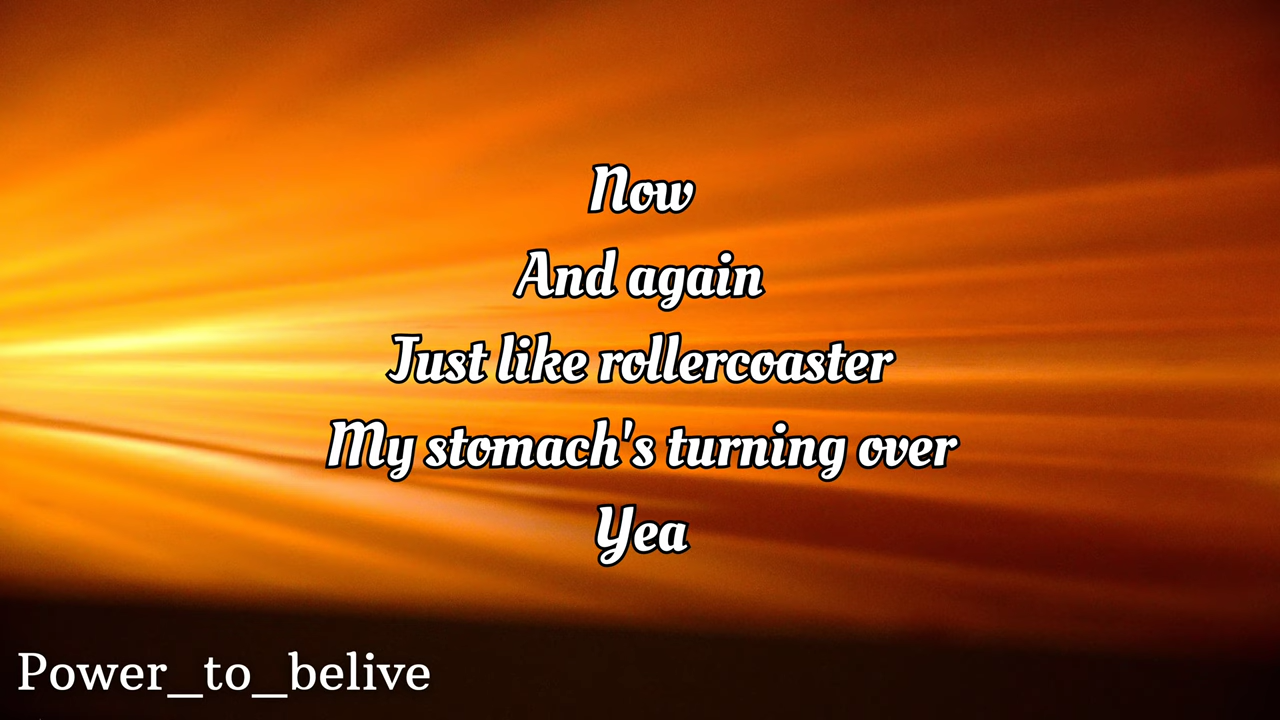 Now
And again
Just like rollercoaster
My stomach's turning over
Yea
Power_to_belive